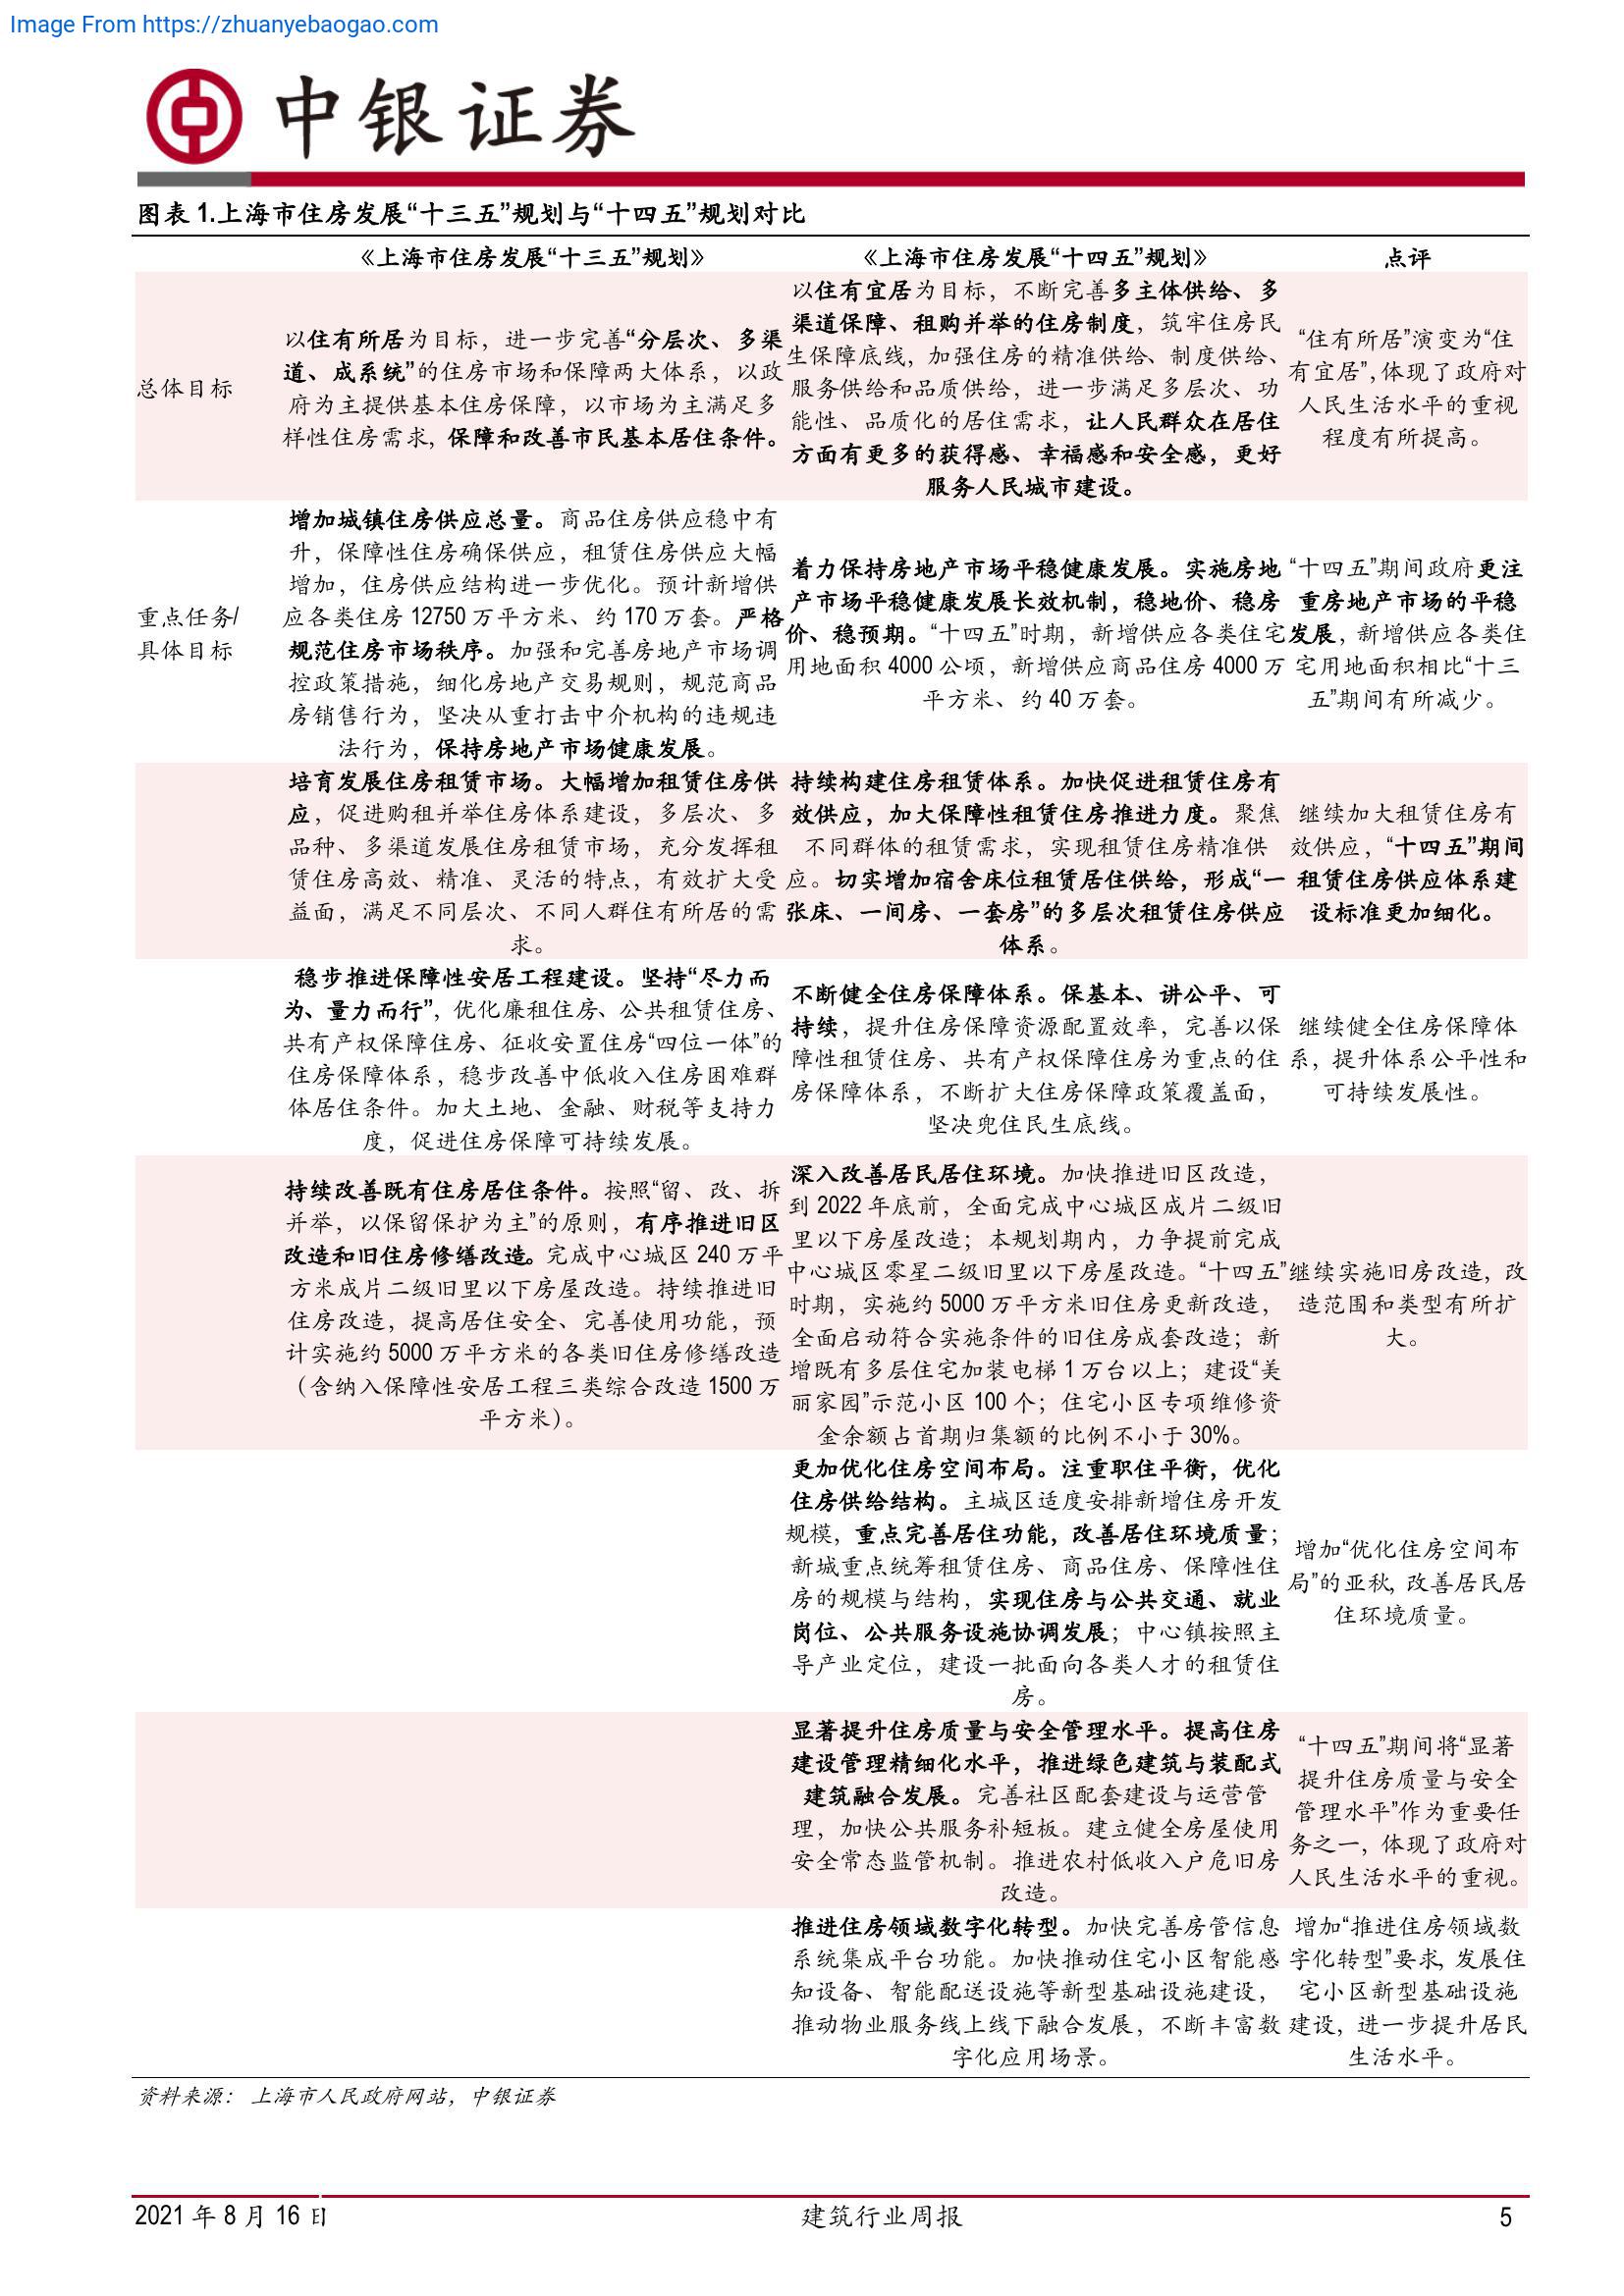 Image From https://zhuanyebaogao.com
中银证券
图表 1.上海市住房发展“十三五”规划与“十四五”规划对比
《上海市住房发展“十三五”规划》
《上海市住房发展“十四五”规划》
点评
总体目标
以住有所居为目标，进一步完善“分层次、多渠
道、成系统”的住房市场和保障两大体系，以政
府为主提供基本住房保障，以市场为主满足多
样性住房需求，保障和改善市民基本居住条件。
以住有宜居为目标，不断完善多主体供给、多
渠道保障、租购并举的住房制度，筑牢住房民
生保障底线，加强住房的精准供给、制度供给、
服务供给和品质供给，进一步满足多层次、功
能性、品质化的居住需求，让人民群众在居住
方面有更多的获得感、幸福感和安全感，更好
服务人民城市建设。
“住有所居”演变为“住
有宜居”，体现了政府对
人民生活水平的重视
程度有所提高。
重点任务/
具体目标
增加城镇住房供应总量。商品住房供应稳中有
升，保障性住房确保供应，租赁住房供应大幅
增加，住房供应结构进一步优化。预计新增供
应各类住房 12750 万平方米、约 170 万套。严格
规范住房市场秩序。加强和完善房地产市场调
控政策措施，细化房地产交易规则，规范商品
房销售行为，坚决从重打击中介机构的违规违
法行为，保持房地产市场健康发展。
着力保持房地产市场平稳健康发展。实施房地
产市场平稳健康发展长效机制，稳地价、稳房
价、稳预期。“十四五”时期，新增供应各类住宅
用地面积 4000 公顷，新增供应商品住房 4000 万
平方米、约 40 万套。
“十四五”期间政府更注
重房地产市场的平稳
发展，新增供应各类住
宅用地面积相比“十三
五”期间有所减少。
培育发展住房租赁市场。大幅增加租赁住房供
应，促进购租并举住房体系建设，多层次、多
品种、多渠道发展住房租赁市场，充分发挥租
赁住房高效、精准、灵活的特点，有效扩大受
益面，满足不同层次、不同人群住有所居的需
求。
持续构建住房租赁体系。加快促进租赁住房有
效供应，加大保障性租赁住房推进力度。聚焦
不同群体的租赁需求，实现租赁住房精准供
应。切实增加宿舍床位租赁居住供给，形成“一
张床、一间房、一套房”的多层次租赁住房供应
体系。
继续加大租赁住房有
效供应，“十四五”期间
租赁住房供应体系建
设标准更加细化。
稳步推进保障性安居工程建设。坚持“尽力而
为、量力而行”，优化廉租住房、公共租赁住房、
共有产权保障住房、征收安置住房“四位一体”的
住房保障体系，稳步改善中低收入住房困难群
体居住条件。加大土地、金融、财税等支持力
度，促进住房保障可持续发展。
不断健全住房保障体系。保基本、讲公平、可
持续，提升住房保障资源配置效率，完善以保
障性租赁住房、共有产权保障住房为重点的住
房保障体系，不断扩大住房保障政策覆盖面，
坚决兜住民生底线。
继续健全住房保障体
系，提升体系公平性和
可持续发展性。
持续改善既有住房居住条件。按照“留、改、拆
并举，以保留保护为主”的原则，有序推进旧区
改造和旧住房修缮改造。完成中心城区 240 万平
方米成片二级旧里以下房屋改造。持续推进旧
住房改造，提高居住安全、完善使用功能，预
计实施约 5000 万平方米的各类旧住房修缮改造
（含纳入保障性安居工程三类综合改造 1500 万
平方米）。
深入改善居民居住环境。加快推进旧区改造，
到 2022 年底前，全面完成中心城区成片二级旧
里以下房屋改造；本规划期内，力争提前完成
中心城区零星二级旧里以下房屋改造。“十四五”
时期，实施约 5000 万平方米旧住房更新改造，
全面启动符合实施条件的旧住房成套改造；新
增既有多层住宅加装电梯 1 万台以上；建设“美
丽家园”示范小区 100 个；住宅小区专项维修资
金余额占首期归集额的比例不小于 30%。
继续实施旧房改造，改
造范围和类型有所扩
大。
更加优化住房空间布局。注重职住平衡，优化
住房供给结构。主城区适度安排新增住房开发
规模，重点完善居住功能，改善居住环境质量；
新城重点统筹租赁住房、商品住房、保障性住
房的规模与结构，实现住房与公共交通、就业
岗位、公共服务设施协调发展；中心镇按照主
导产业定位，建设一批面向各类人才的租赁住
房。
增加“优化住房空间布
局”的亚秋，改善居民居
住环境质量。
显著提升住房质量与安全管理水平。提高住房
建设管理精细化水平，推进绿色建筑与装配式
建筑融合发展。完善社区配套建设与运营管
理，加快公共服务补短板。建立健全房屋使用
安全常态监管机制。推进农村低收入户危旧房
改造。
“十四五”期间将“显著
提升住房质量与安全
管理水平”作为重要任
务之一，体现了政府对
人民生活水平的重视。
推进住房领域数字化转型。加快完善房管信息
系统集成平台功能。加快推动住宅小区智能感
知设备、智能配送设施等新型基础设施建设，
推动物业服务线上线下融合发展，不断丰富数
字化应用场景。
增加“推进住房领域数
字化转型”要求，发展住
宅小区新型基础设施
建设，进一步提升居民
生活水平。
资料来源：上海市人民政府网站，中银证券
2021 年 8 月 16 日
建筑行业周报
5